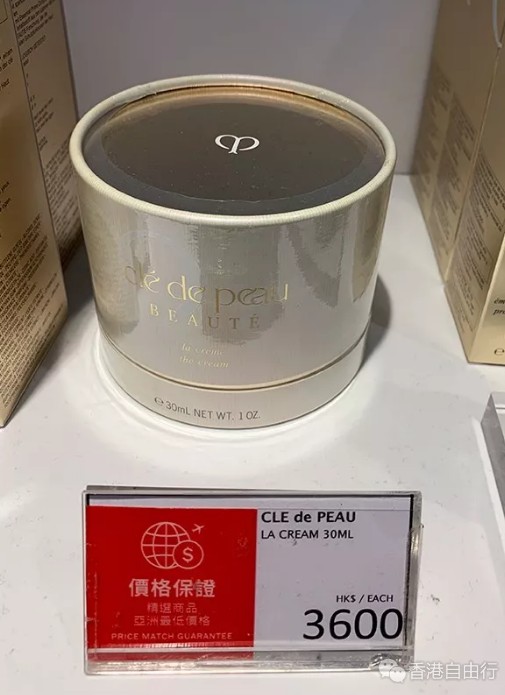 clé de peau
BEAUTÉ
la crème
the cream
℮30mL NET WT. 1 OZ.
價格保證
精選商品
亞洲最低價格
PRICE MATCH GUARANTEE
CLE de PEAU
LA CREAM 30ML
HK$ / EACH
3600
香港自由行